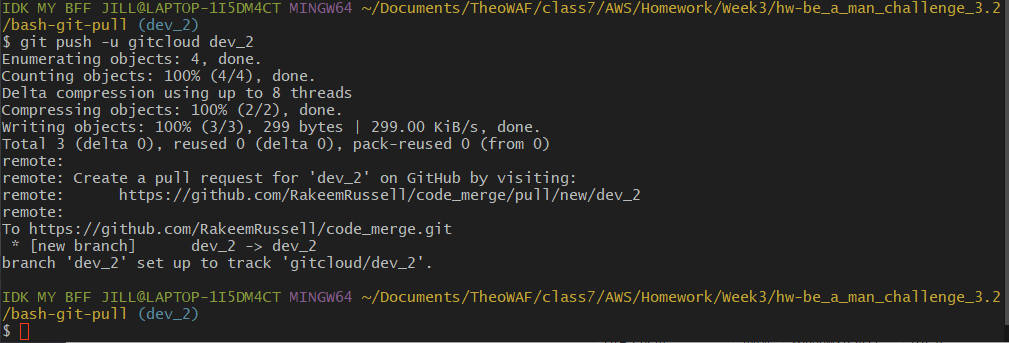 IDK MY BFF JILL@LAPTOP-1I5DM4CT MINGW64 ~/Documents/TheoWAF/class7/AWS/Homework/Week3/hw-be_a_man_challenge_3.2
/bash-git-pull (dev_2)
$ git push -u gitcloud dev_2
Enumerating objects: 4, done.
Counting objects: 100% (4/4), done.
Delta compression using up to 8 threads
Compressing objects: 100% (2/2), done.
Writing objects: 100% (3/3), 299 bytes | 299.00 KiB/s, done.
Total 3 (delta 0), reused 0 (delta 0), pack-reused 0 (from 0)
remote:
remote: Create a pull request for 'dev_2' on GitHub by visiting:
remote:      https://github.com/RakeemRussell/code_merge/pull/new/dev_2
remote:
To https://github.com/RakeemRussell/code_merge.git
 * [new branch]      dev_2 -> dev_2
branch 'dev_2' set up to track 'gitcloud/dev_2'.
IDK MY BFF JILL@LAPTOP-1I5DM4CT MINGW64 ~/Documents/TheoWAF/class7/AWS/Homework/Week3/hw-be_a_man_challenge_3.2
/bash-git-pull (dev_2)
$